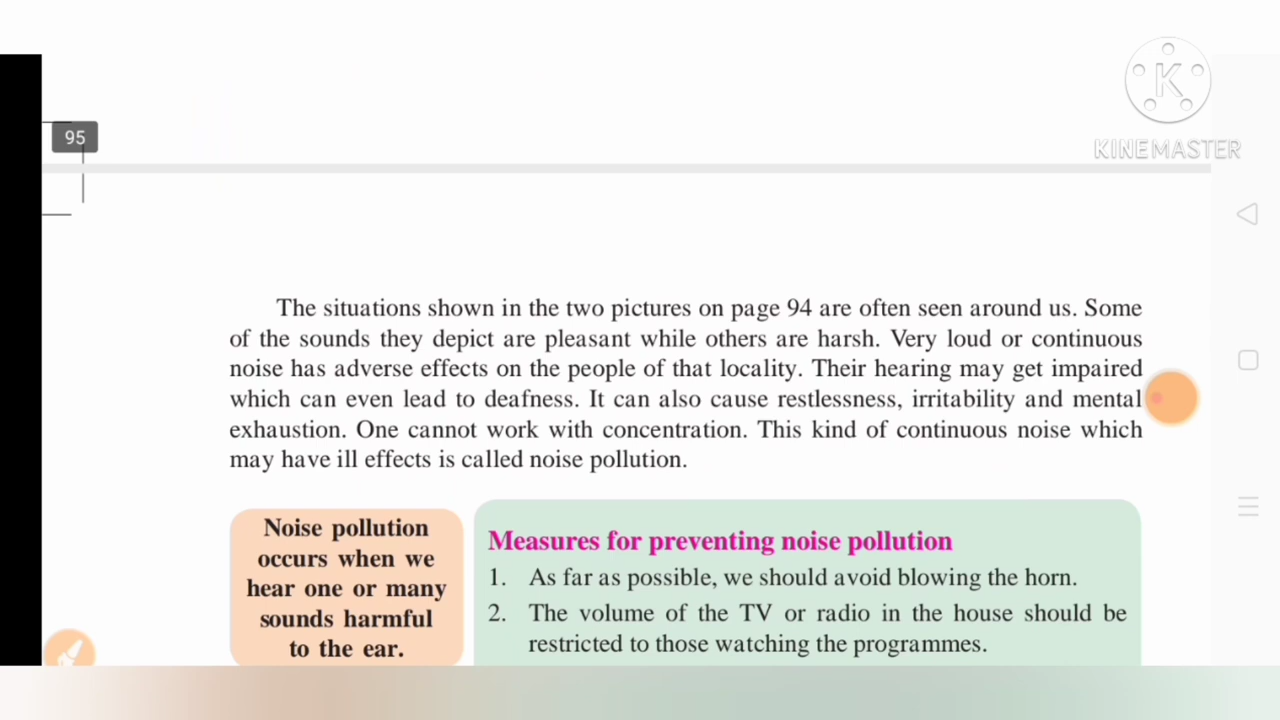 KINEMASTER
95
The situations shown in the two pictures on page 94 are often seen around us. Some
of the sounds they depict are pleasant while others are harsh. Very loud or continuous
noise has adverse effects on the people of that locality. Their hearing may get impaired
which can even lead to deafness. It can also cause restlessness, irritability and mental
exhaustion. One cannot work with concentration. This kind of continuous noise which
may have ill effects is called noise pollution.
Noise pollution
occurs when we
hear one or many
sounds harmful
to the ear.
Measures for preventing noise pollution
1. As far as possible, we should avoid blowing the horn.
2. The volume of the TV or radio in the house should be
restricted to those watching the programmes.